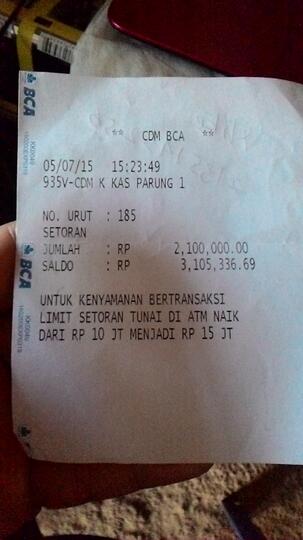 ** CDM BCA **
05/07/15 15:23:49
935V-CDM K KAS PARUNG 1
NO. URUT : 185
SETORAN
JUMLAH : RP 2,100,000.00
SALDO : RP 3,105,336.69
UNTUK KENYAMANAN BERTRANSAKSI
LIMIT SETORAN TUNAI DI ATM NAIK
DARI RP 10 JT MENJADI RP 15 JT
BCA
BCA